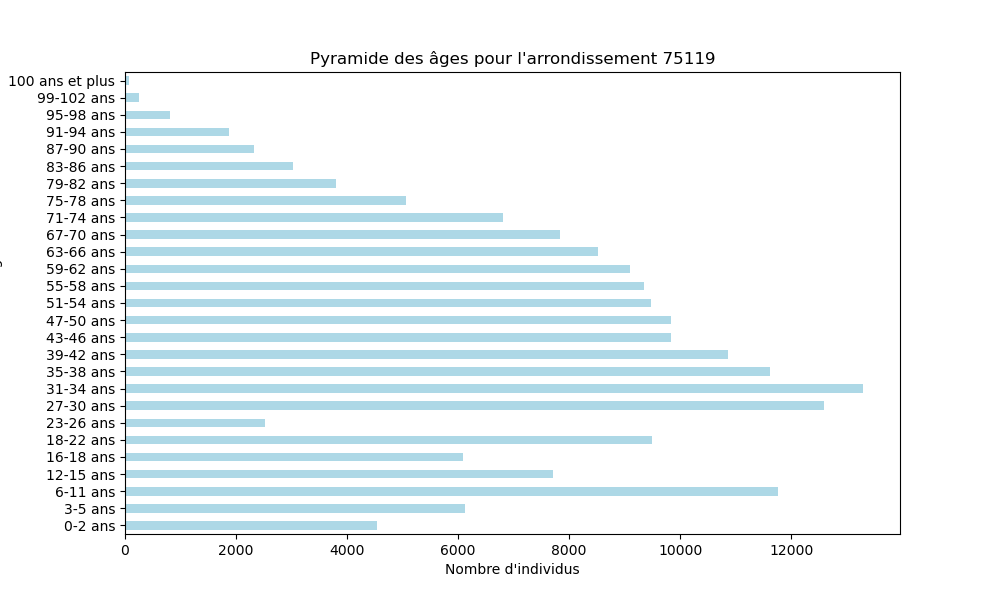 Pyramide des âges pour l'arrondissement 75119
100 ans et plus
99-102 ans
95-98 ans
91-94 ans
87-90 ans
83-86 ans
79-82 ans
75-78 ans
71-74 ans
67-70 ans
63-66 ans
59-62 ans
55-58 ans
51-54 ans
47-50 ans
43-46 ans
39-42 ans
35-38 ans
31-34 ans
27-30 ans
23-26 ans
18-22 ans
16-18 ans
12-15 ans
6-11 ans
3-5 ans
0-2 ans
0 2000 4000 6000 8000 10000 12000
Nombre d'individus